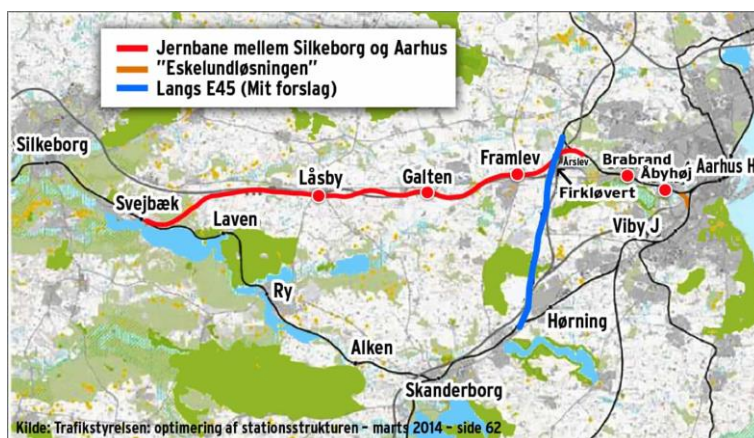 Jernbane mellem Silkeborg og Aarhus
"Eskelundløsningen"
Langs E45 (Mit forslag)
Silkeborg
Svejbæk
Laven
Låsby
Galten
Framlev
Årslev
Brabrand
Åbyhøj
Aarhus H
Firkløvert
Viby J
Ry
Alken
Hørning
Skanderborg
Kilde: Trafikstyrelsen: optimering af stationsstrukturen - marts 2014 - side 62